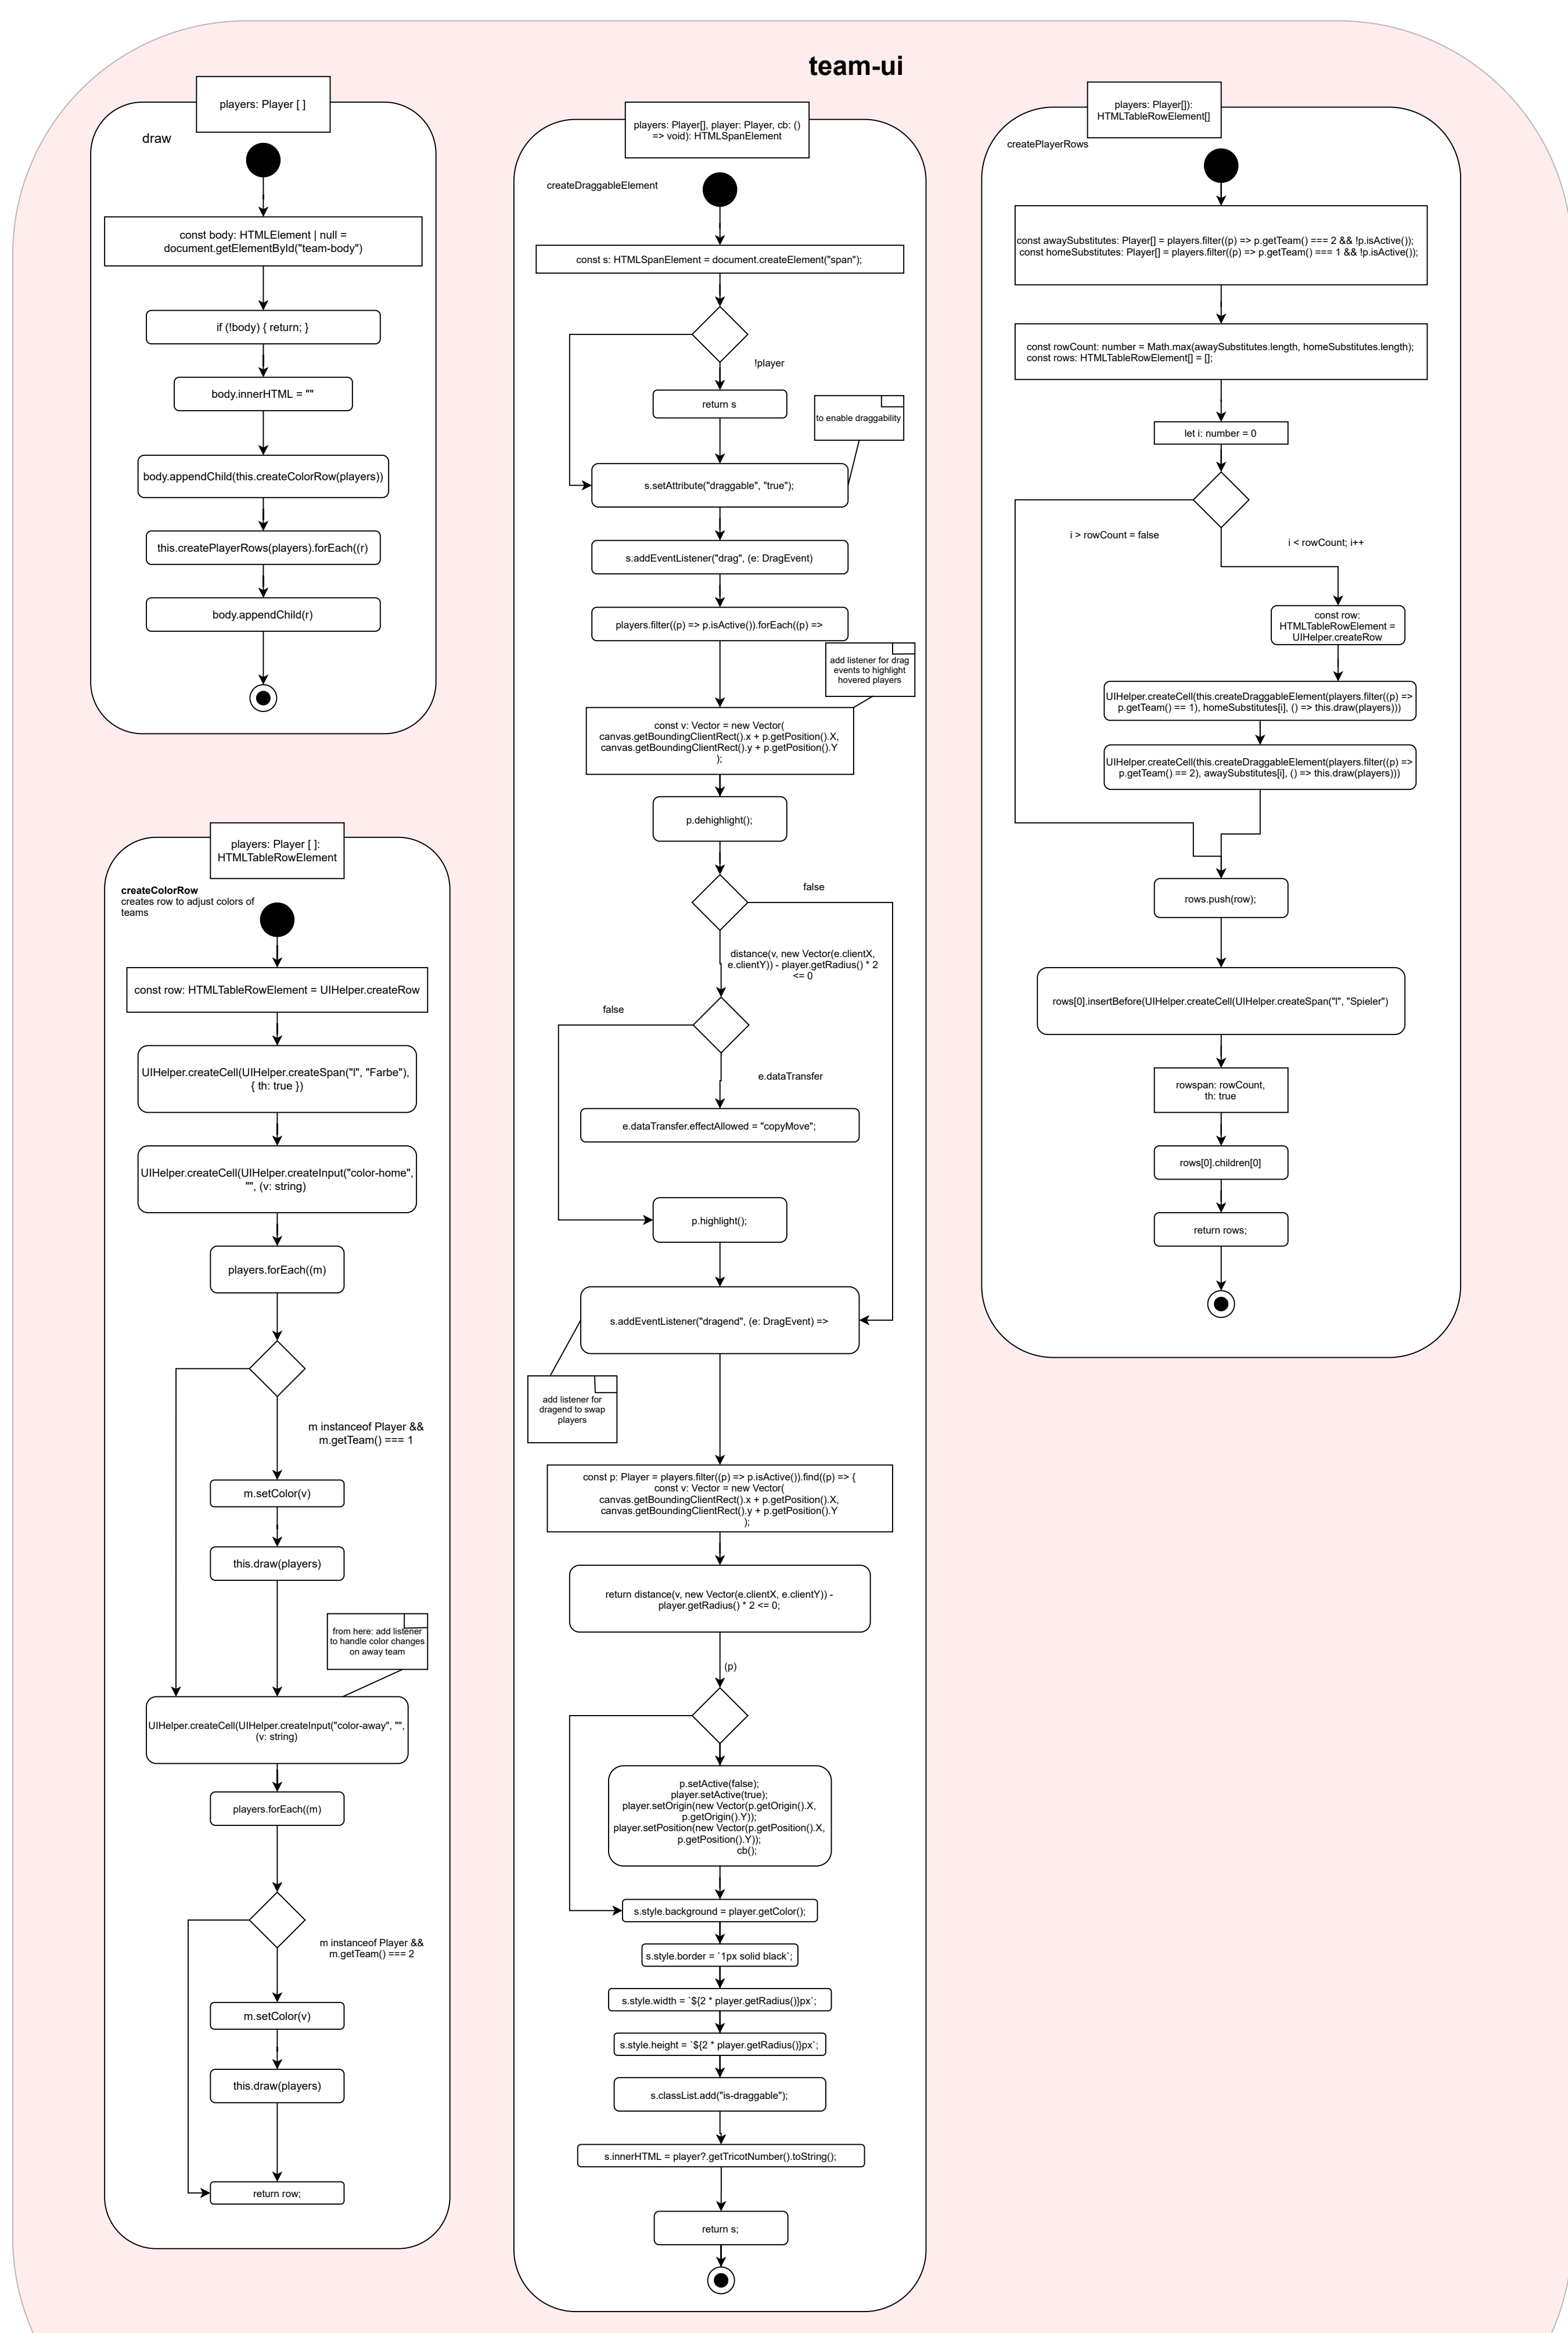 team-ui
players: Player [ ]
draw
const body: HTMLElement | null =
document.getElementById("team-body")
if (!body) { return; }
body.innerHTML = ""
body.appendChild(this.createColorRow(players))
this.createPlayerRows(players).forEach((r)
body.appendChild(r)
players: Player [ ]:
HTMLTableRowElement
createColorRow
creates row to adjust colors of
teams
const row: HTMLTableRowElement = UIHelper.createRow
UIHelper.createCell(UIHelper.createSpan("l", "Farbe"),
{ th: true })
UIHelper.createCell(UIHelper.createInput("color-home",
"", (v: string)
players.forEach((m)
m instanceof Player &&
m.getTeam() === 1
m.setColor(v)
this.draw(players)
from here: add listener
to handle color changes
on away team
UIHelper.createCell(UIHelper.createInput("color-away", "",
(v: string)
players.forEach((m)
m instanceof Player &&
m.getTeam() === 2
m.setColor(v)
this.draw(players)
return row;
players: Player[], player: Player, cb: ()
=> void): HTMLSpanElement
createDraggableElement
const s: HTMLSpanElement = document.createElement("span");
!player
return s
to enable draggability
s.setAttribute("draggable", "true");
s.addEventListener("drag", (e: DragEvent)
players.filter((p) => p.isActive()).forEach((p) =>
add listener for drag
events to highlight
hovered players
const v: Vector = new Vector(
canvas.getBoundingClientRect().x + p.getPosition().X,
canvas.getBoundingClientRect().y + p.getPosition().Y
);
p.dehighlight();
false
distance(v, new Vector(e.clientX,
e.clientY)) - player.getRadius() * 2
<= 0
false
e.dataTransfer
e.dataTransfer.effectAllowed = "copyMove";
p.highlight();
s.addEventListener("dragend", (e: DragEvent) =>
add listener for
dragend to swap
players
const p: Player = players.filter((p) => p.isActive()).find((p) => {
const v: Vector = new Vector(
canvas.getBoundingClientRect().x + p.getPosition().X,
canvas.getBoundingClientRect().y + p.getPosition().Y
);
return distance(v, new Vector(e.clientX, e.clientY)) -
player.getRadius() * 2 <= 0;
(p)
p.setActive(false);
player.setActive(true);
player.setOrigin(new Vector(p.getOrigin().X,
p.getOrigin().Y));
player.setPosition(new Vector(p.getPosition().X,
p.getPosition().Y));
cb();
s.style.background = player.getColor();
s.style.border = `1px solid black`;
s.style.width = `${2 * player.getRadius()}px`;
s.style.height = `${2 * player.getRadius()}px`;
s.classList.add("is-draggable");
s.innerHTML = player?.getTricotNumber().toString();
return s;
players: Player[]):
HTMLTableRowElement[]
createPlayerRows
const awaySubstitutes: Player[] = players.filter((p) => p.getTeam() === 2 && !p.isActive());
const homeSubstitutes: Player[] = players.filter((p) => p.getTeam() === 1 && !p.isActive());
const rowCount: number = Math.max(awaySubstitutes.length, homeSubstitutes.length);
const rows: HTMLTableRowElement[] = [];
let i: number = 0
i > rowCount = false
i < rowCount; i++
const row:
HTMLTableRowElement =
UIHelper.createRow
UIHelper.createCell(this.createDraggableElement(players.filter((p) =>
p.getTeam() == 1), homeSubstitutes[i], () => this.draw(players)))
UIHelper.createCell(this.createDraggableElement(players.filter((p) =>
p.getTeam() == 2), awaySubstitutes[i], () => this.draw(players)))
rows.push(row);
rows[0].insertBefore(UIHelper.createCell(UIHelper.createSpan("l", "Spieler")
rowspan: rowCount,
th: true
rows[0].children[0]
return rows;